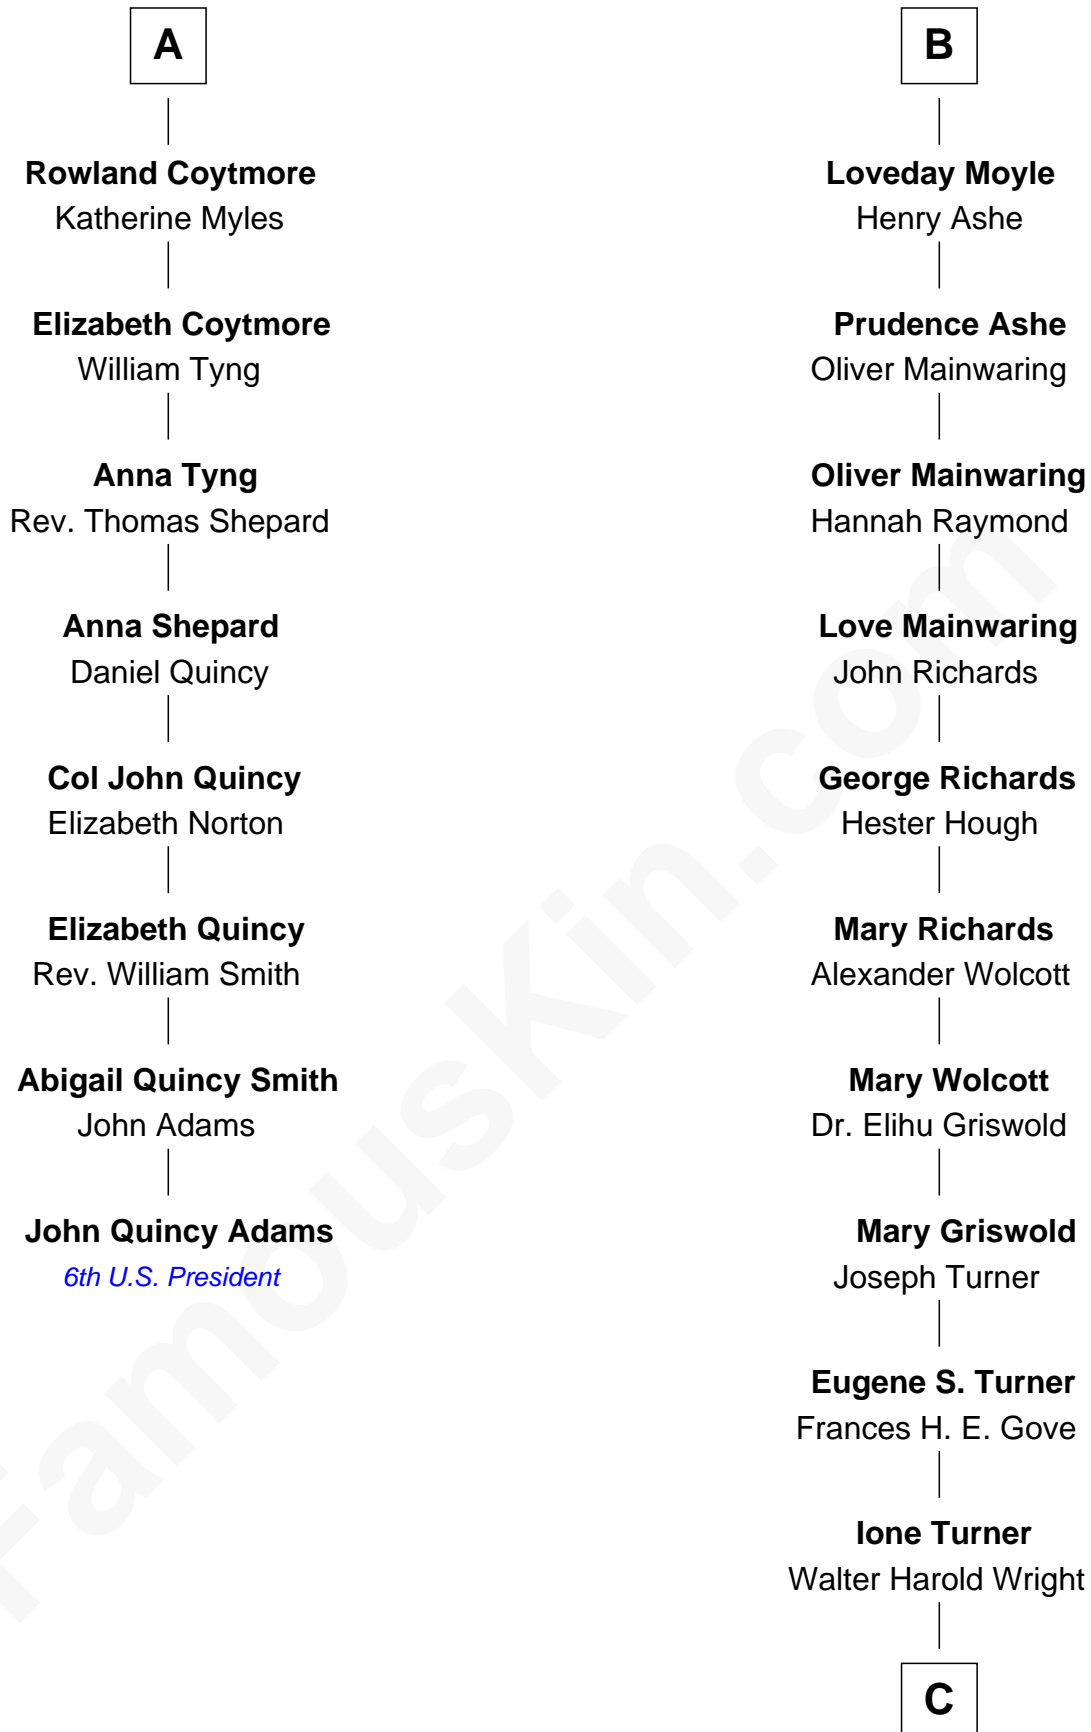 A
Rowland Coytmore
Katherine Myles
Elizabeth Coytmore
William Tyng
Anna Tyng
Rev. Thomas Shepard
Anna Shepard
Daniel Quincy
Col John Quincy
Elizabeth Norton
Elizabeth Quincy
Rev. William Smith
Abigail Quincy Smith
John Adams
John Quincy Adams
6th U.S. President
B
Loveday Moyle
Henry Ashe
Prudence Ashe
Oliver Mainwaring
Oliver Mainwaring
Hannah Raymond
Love Mainwaring
John Richards
George Richards
Hester Hough
Mary Richards
Alexander Wolcott
Mary Wolcott
Dr. Elihu Griswold
Mary Griswold
Joseph Turner
Eugene S. Turner
Frances H. E. Gove
Ione Turner
Walter Harold Wright
C
FamousKin.com